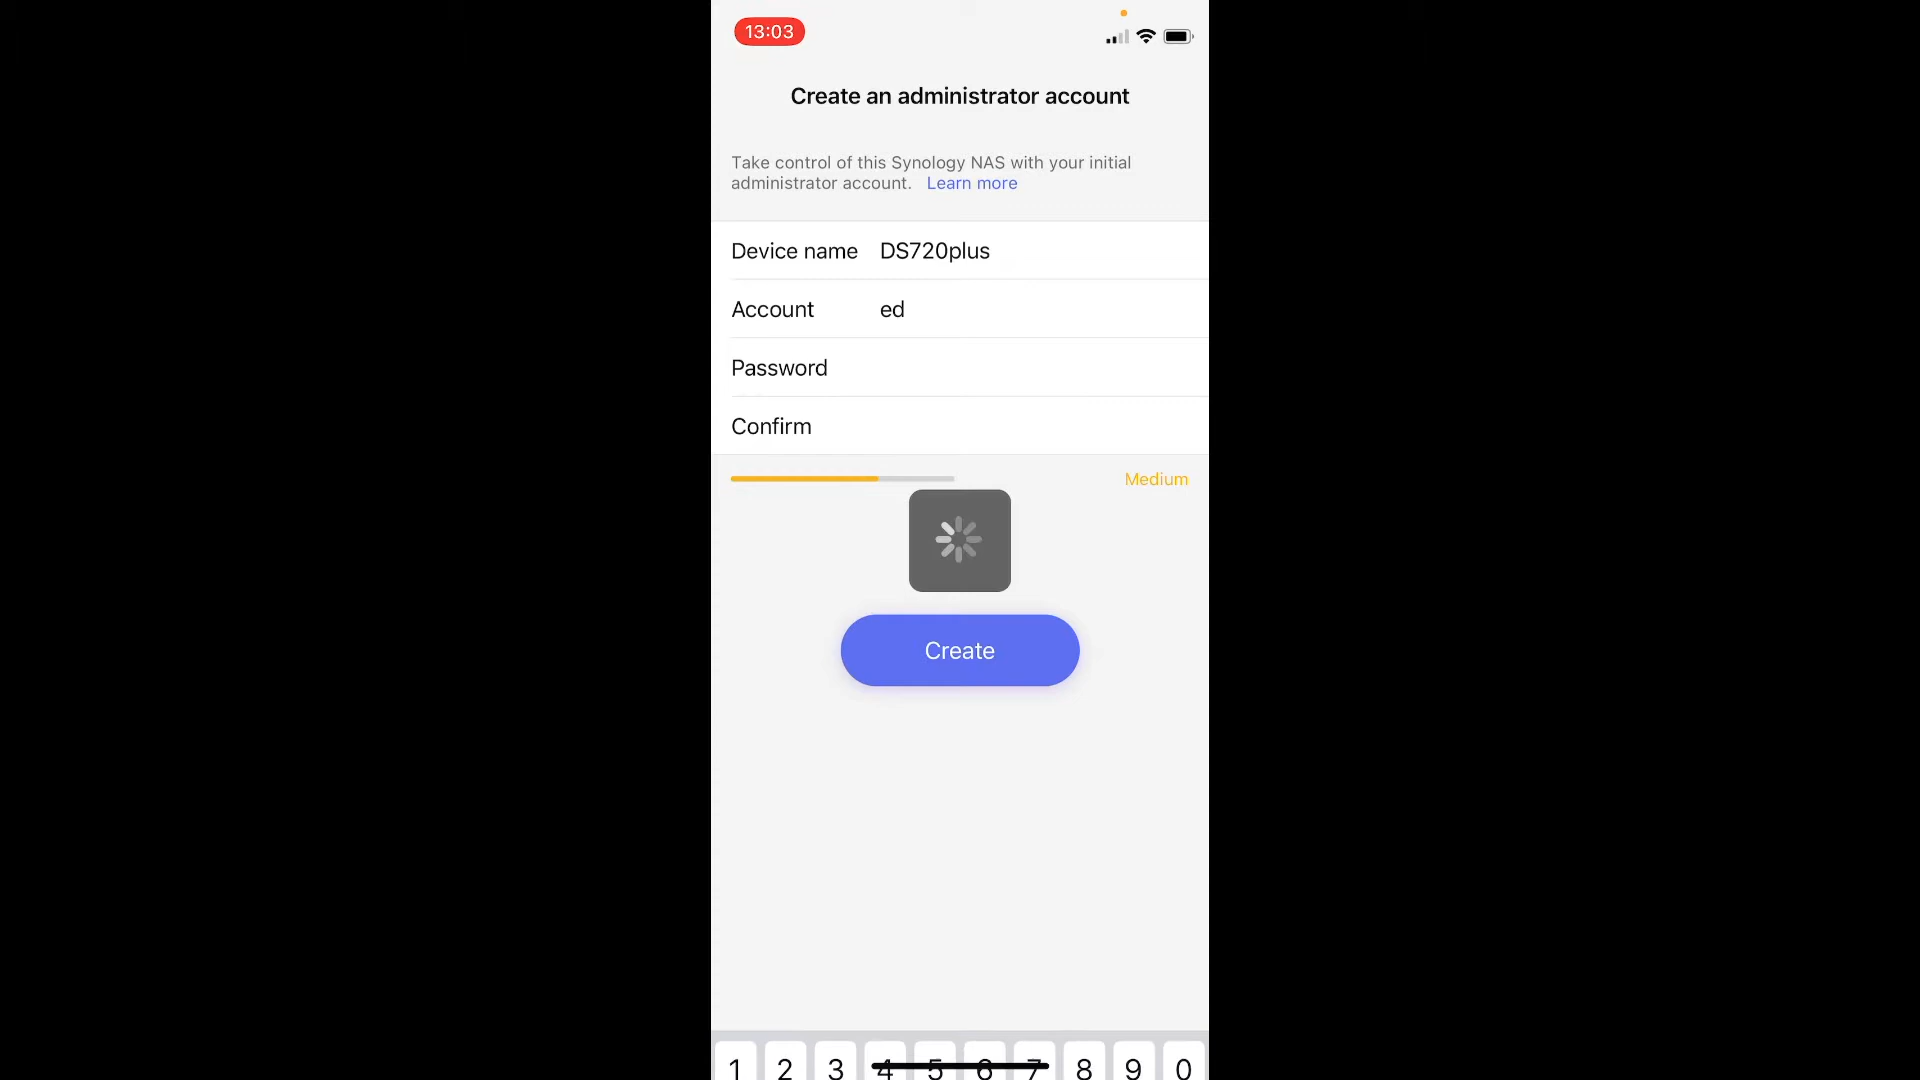 13:03
Create an administrator account
Take control of this Synology NAS with your initial
administrator account. Learn more
Device name DS720plus
Account ed
Password
Confirm
Medium
Create
1 2 3 4 5 6 7 8 9 0